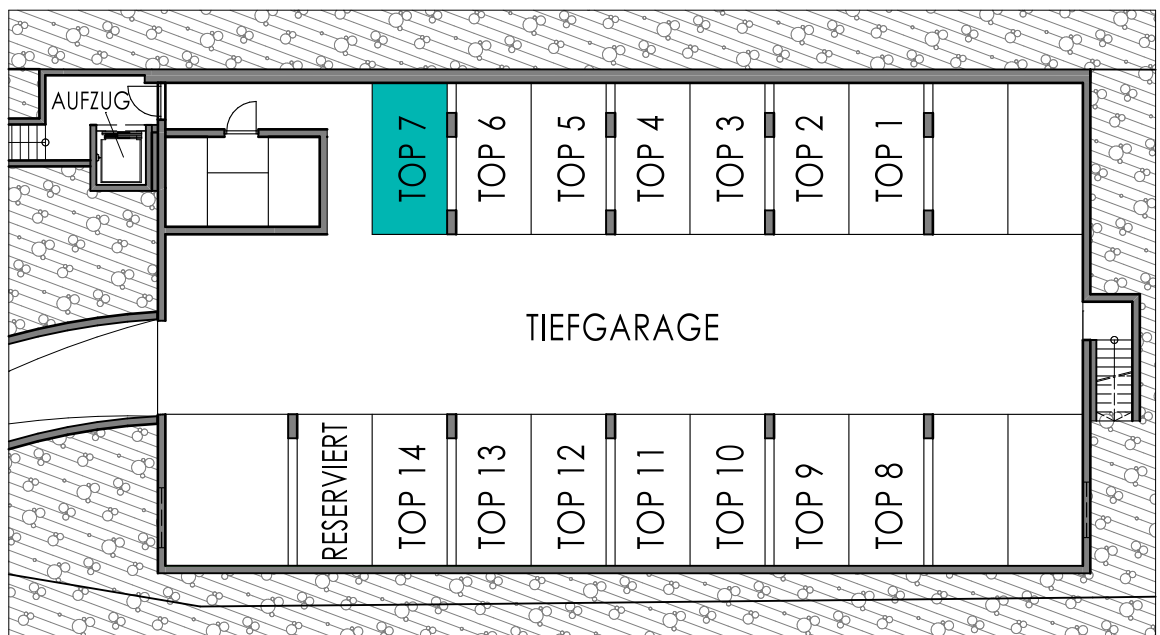 AUFZUG
TOP 7
TOP 6
TOP 5
TOP 4
TOP 3
TOP 2
TOP 1
TIEFGARAGE
RESERVIERT
TOP 14
TOP 13
TOP 12
TOP 11
TOP 10
TOP 9
TOP 8